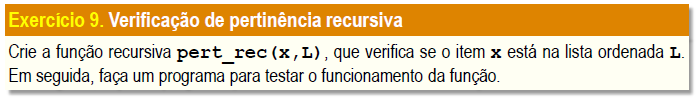 Exercício 9. Verificação de pertinência recursiva
Crie a função recursiva pert_rec(x,L), que verifica se o item x está na lista ordenada L.
Em seguida, faça um programa para testar o funcionamento da função.